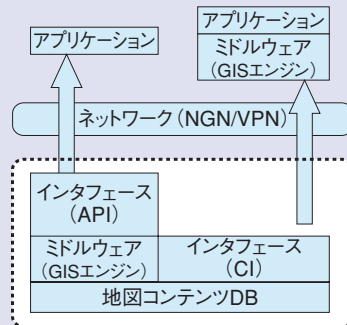 アプリケーション
アプリケーション
ミドルウェア
(GISエンジン)
ネットワーク(NGN/VPN)
インタフェース
(API)
ミドルウェア
(GISエンジン)
インタフェース
(CI)
地図コンテンツDB